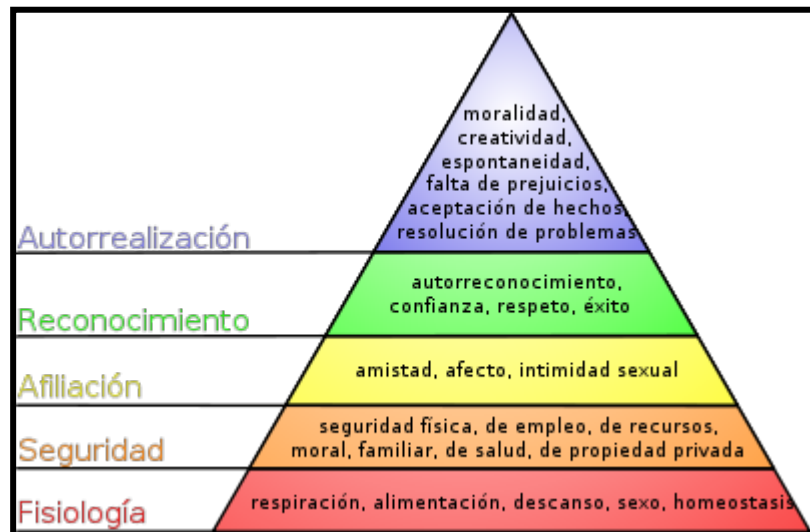 moralidad,
creatividad,
espontaneidad,
falta de prejuicios,
aceptación de hechos,
resolución de problemas
Autorrealización
autorreconocimiento,
confianza, respeto, éxito
Reconocimiento
amistad, afecto, intimidad sexual
Afiliación
seguridad física, de empleo, de recursos,
moral, familiar, de salud, de propiedad privada
Seguridad
respiración, alimentación, descanso, sexo, homeostasis
Fisiología